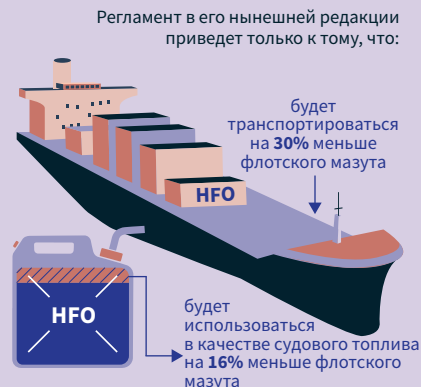 Регламент в его нынешней редакции
приведет только к тому, что:
будет
транспортироваться
на 30% меньше
флотского мазута
HFO
HFO
будет
использоваться
в качестве судового топлива
на 16% меньше флотского
мазута